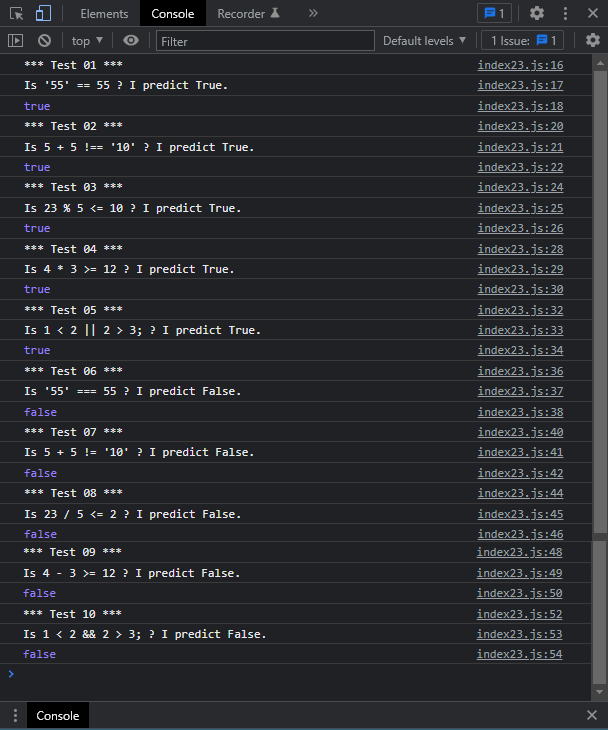 Elements Console Recorder 1
top Filter Default levels 1 Issue: 1
*** Test 01 *** index23.js:16
Is '55' == 55 ? I predict True. index23.js:17
true index23.js:18
*** Test 02 *** index23.js:20
Is 5 + 5 !== '10' ? I predict True. index23.js:21
true index23.js:22
*** Test 03 *** index23.js:24
Is 23 % 5 <= 10 ? I predict True. index23.js:25
true index23.js:26
*** Test 04 *** index23.js:28
Is 4 * 3 >= 12 ? I predict True. index23.js:29
true index23.js:30
*** Test 05 *** index23.js:32
Is 1 < 2 || 2 > 3; ? I predict True. index23.js:33
true index23.js:34
*** Test 06 *** index23.js:36
Is '55' === 55 ? I predict False. index23.js:37
false index23.js:38
*** Test 07 *** index23.js:40
Is 5 + 5 != '10' ? I predict False. index23.js:41
false index23.js:42
*** Test 08 *** index23.js:44
Is 23 / 5 <= 2 ? I predict False. index23.js:45
false index23.js:46
*** Test 09 *** index23.js:48
Is 4 - 3 >= 12 ? I predict False. index23.js:49
false index23.js:50
*** Test 10 *** index23.js:52
Is 1 < 2 && 2 > 3; ? I predict False. index23.js:53
false index23.js:54
Console